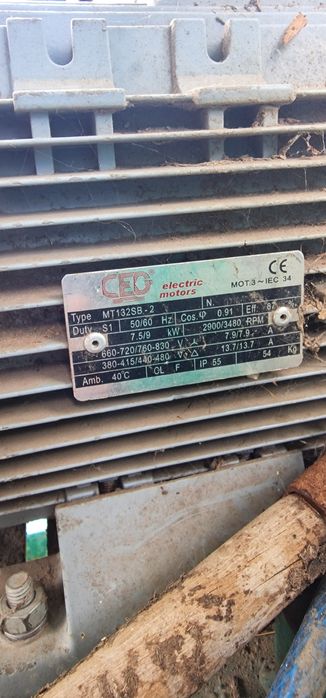 CEG electric motors
CE
MOT.3 ~ IEC 34
Type MT132SB - 2 N.
Duty S1 50/60 Hz Cos.φ 0.91 Eff.
7.5/9 kW 2900/3480 RPM
660-720/760-830 V 7.9/7.9 A
380-415/440-480 13.7/13.7 A
Amb. 40°C CL F IP 55 54 Kg